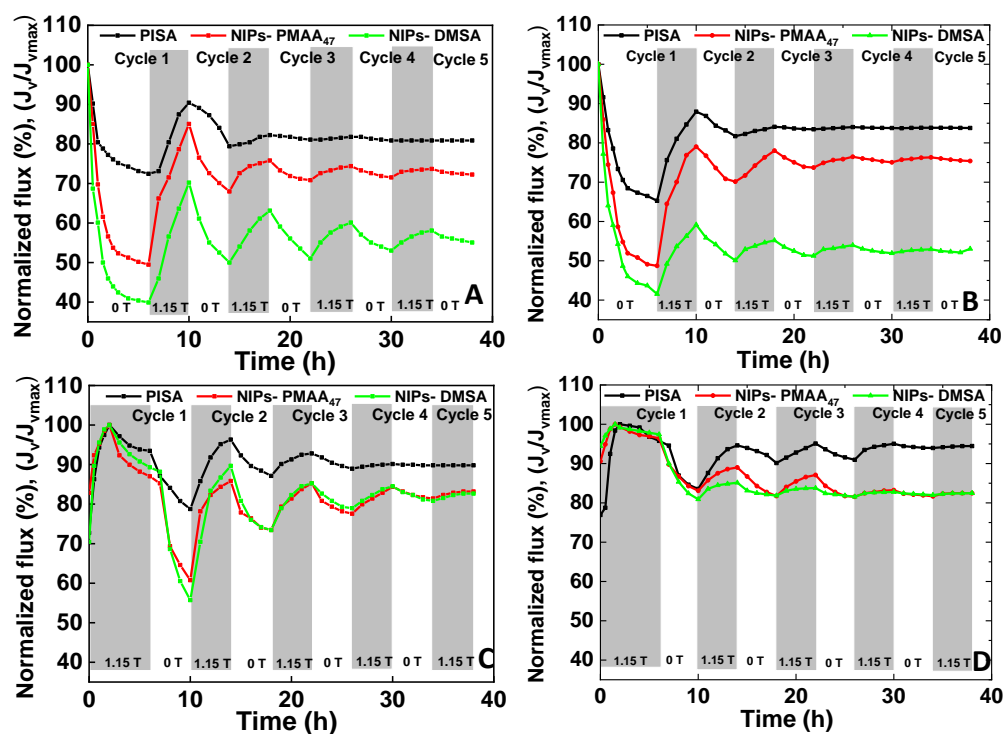 PISA NIPs- PMAA47 NIPs- DMSA
Cycle 1 Cycle 2 Cycle 3 Cycle 4 Cycle 5
Normalized flux (%), (Jv/Jvmax)
110
100
90
80
70
60
50
40
0 T 1.15 T 0 T 1.15 T 0 T 1.15 T 0 T 1.15 T 0 T
A
0 10 20 30 40
Time (h)
PISA NIPs- PMAA47 NIPs- DMSA
Cycle 1 Cycle 2 Cycle 3 Cycle 4 Cycle 5
Normalized flux (%), (Jv/Jvmax)
110
100
90
80
70
60
50
40
0 T 1.15 T 0 T 1.15 T 0 T 1.15 T 0 T 1.15 T 0 T
B
0 10 20 30 40
Time (h)
PISA NIPs- PMAA47 NIPs- DMSA
Cycle 1 Cycle 2 Cycle 3 Cycle 4 Cycle 5
Normalized flux (%), (Jv/Jvmax)
110
100
90
80
70
60
50
40
1.15 T 0 T 1.15 T 0 T 1.15 T 0 T 1.15 T 0 T 1.15 T
C
0 10 20 30 40
Time (h)
PISA NIPs- PMAA47 NIPs- DMSA
Cycle 1 Cycle 2 Cycle 3 Cycle 4 Cycle 5
Normalized flux (%), (Jv/Jvmax)
110
100
90
80
70
60
50
40
1.15 T 0 T 1.15 T 0 T 1.15 T 0 T 1.15 T 0 T 1.15 T
D
0 10 20 30 40
Time (h)